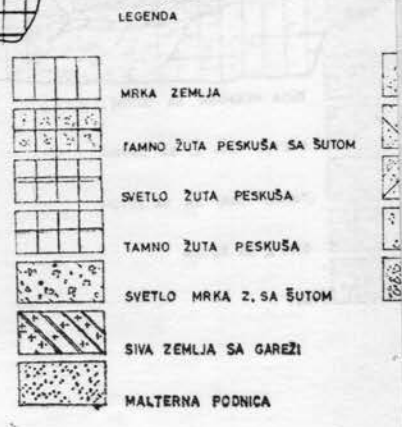 LEGENDA
MRKA ZEMLJA
TAMNO ŽUTA PESKUŠA SA ŠUTOM
SVETLO ŽUTA PESKUŠA
TAMNO ŽUTA PESKUŠA
SVETLO MRKA Z. SA ŠUTOM
SIVA ZEMLJA SA GAREŽI
MALTERNA PODNICA